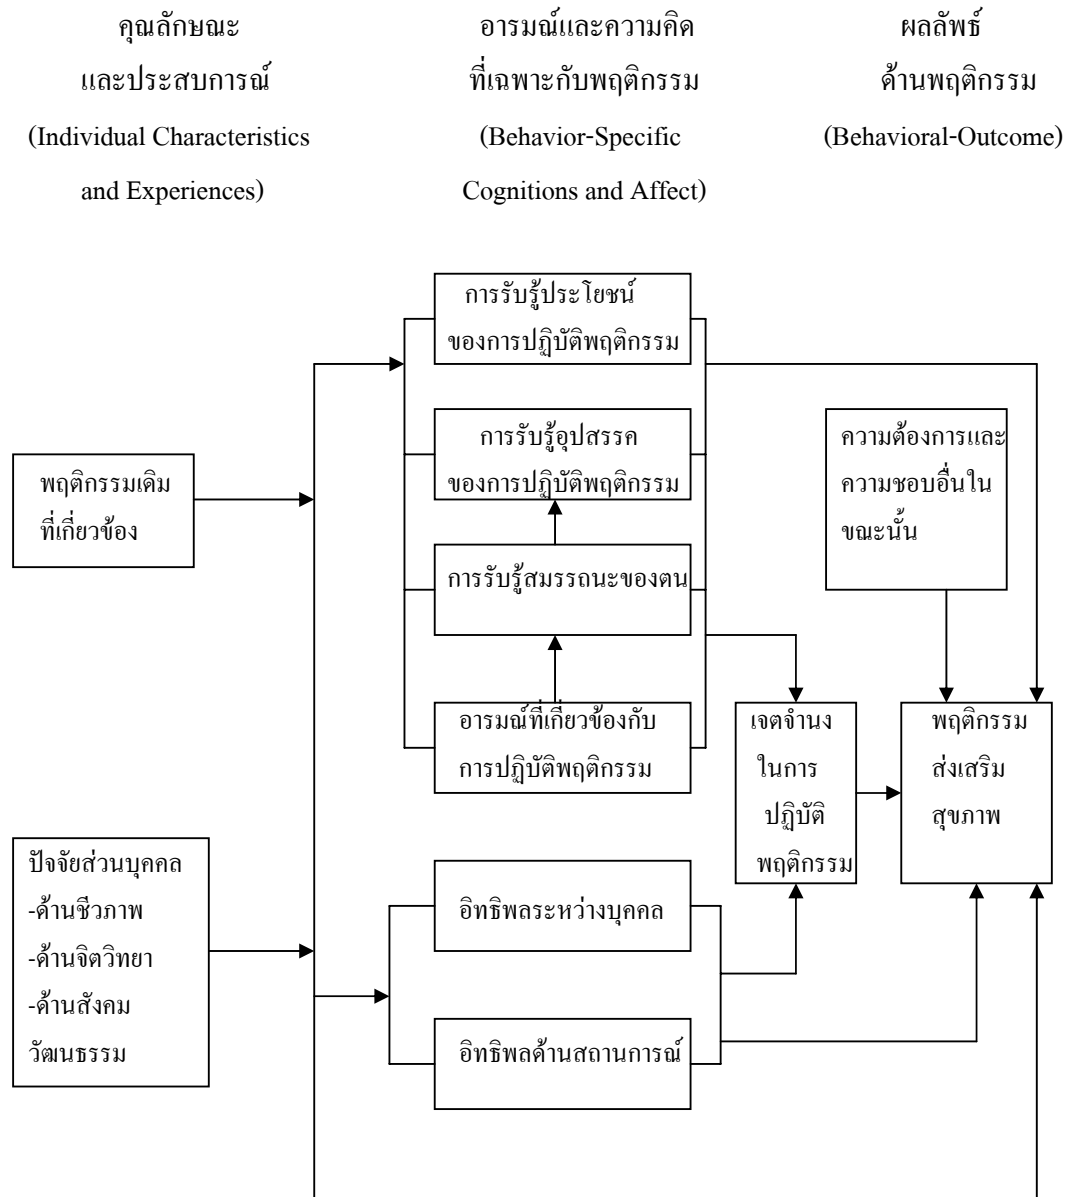 คุณลักษณะ
และประสบการณ์
(Individual Characteristics
and Experiences)
อารมณ์และความคิด
ที่เฉพาะกับพฤติกรรม
(Behavior-Specific
Cognitions and Affect)
ผลลัพธ์
ด้านพฤติกรรม
(Behavioral-Outcome)
พฤติกรรมเดิม
ที่เกี่ยวข้อง
ปัจจัยส่วนบุคคล
-ด้านชีวภาพ
-ด้านจิตวิทยา
-ด้านสังคม
วัฒนธรรม
การรับรู้ประโยชน์
ของการปฏิบัติพฤติกรรม
การรับรู้อุปสรรค
ของการปฏิบัติพฤติกรรม
การรับรู้สมรรถนะของตน
อารมณ์ที่เกี่ยวข้องกับ
การปฏิบัติพฤติกรรม
อิทธิพลระหว่างบุคคล
อิทธิพลด้านสถานการณ์
ความต้องการและ
ความชอบอื่นใน
ขณะนั้น
เจตจำนง
ในการ
ปฏิบัติ
พฤติกรรม
พฤติกรรม
ส่งเสริม
สุขภาพ